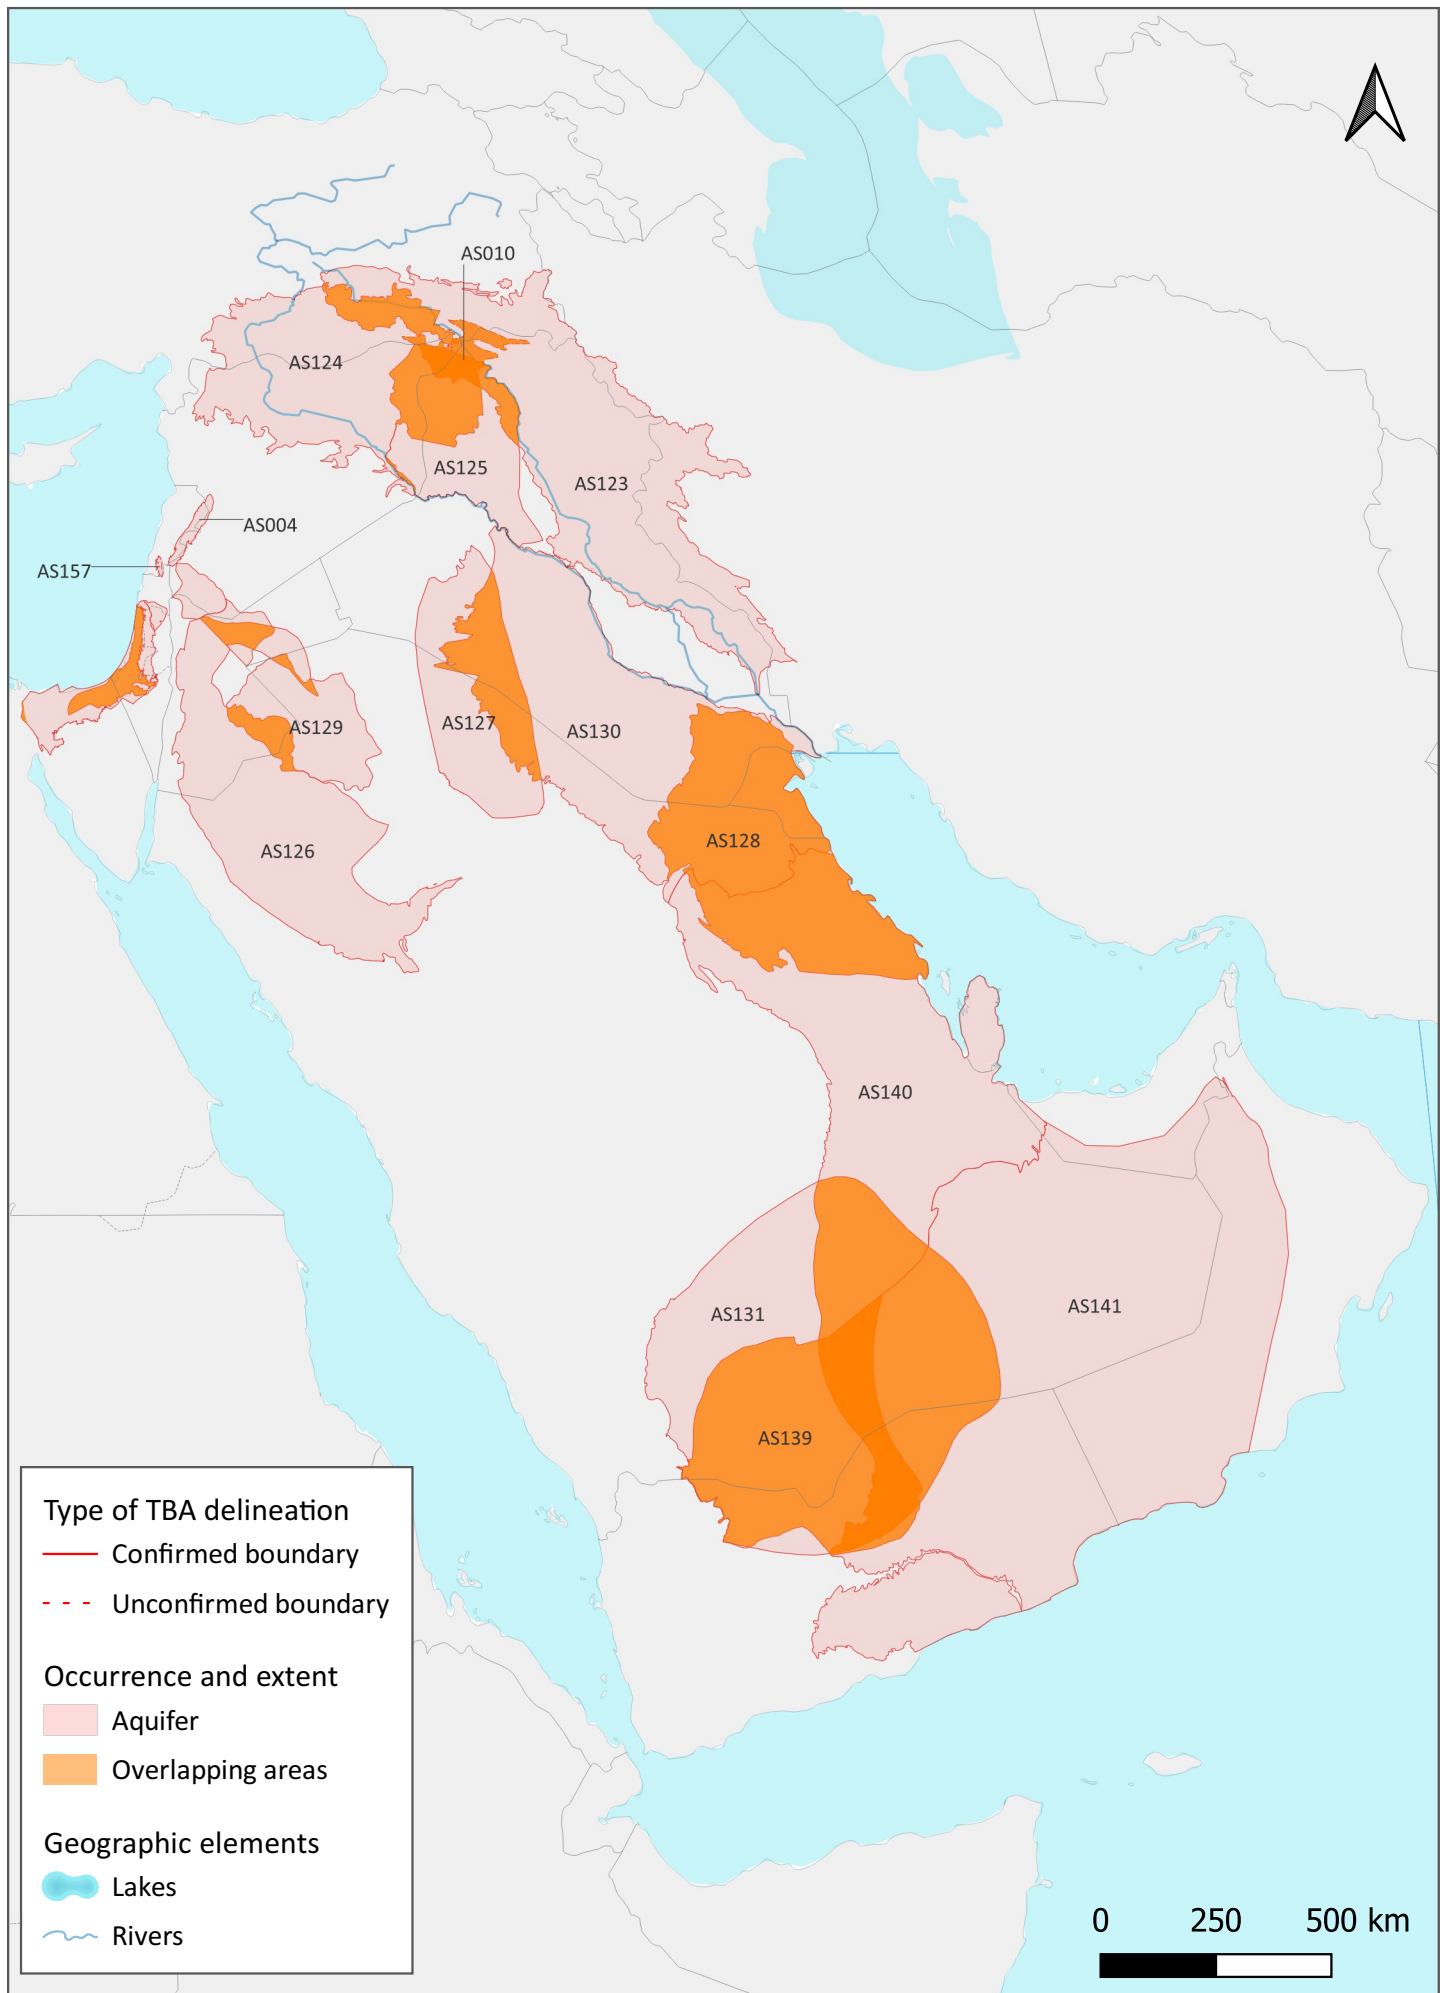 AS010
AS124
AS125
AS123
AS004
AS157
AS129
AS127
AS130
AS128
AS126
AS140
AS131
AS141
AS139
Type of TBA delineation
Confirmed boundary
Unconfirmed boundary
Occurrence and extent
Aquifer
Overlapping areas
Geographic elements
Lakes
Rivers
0 250 500 km